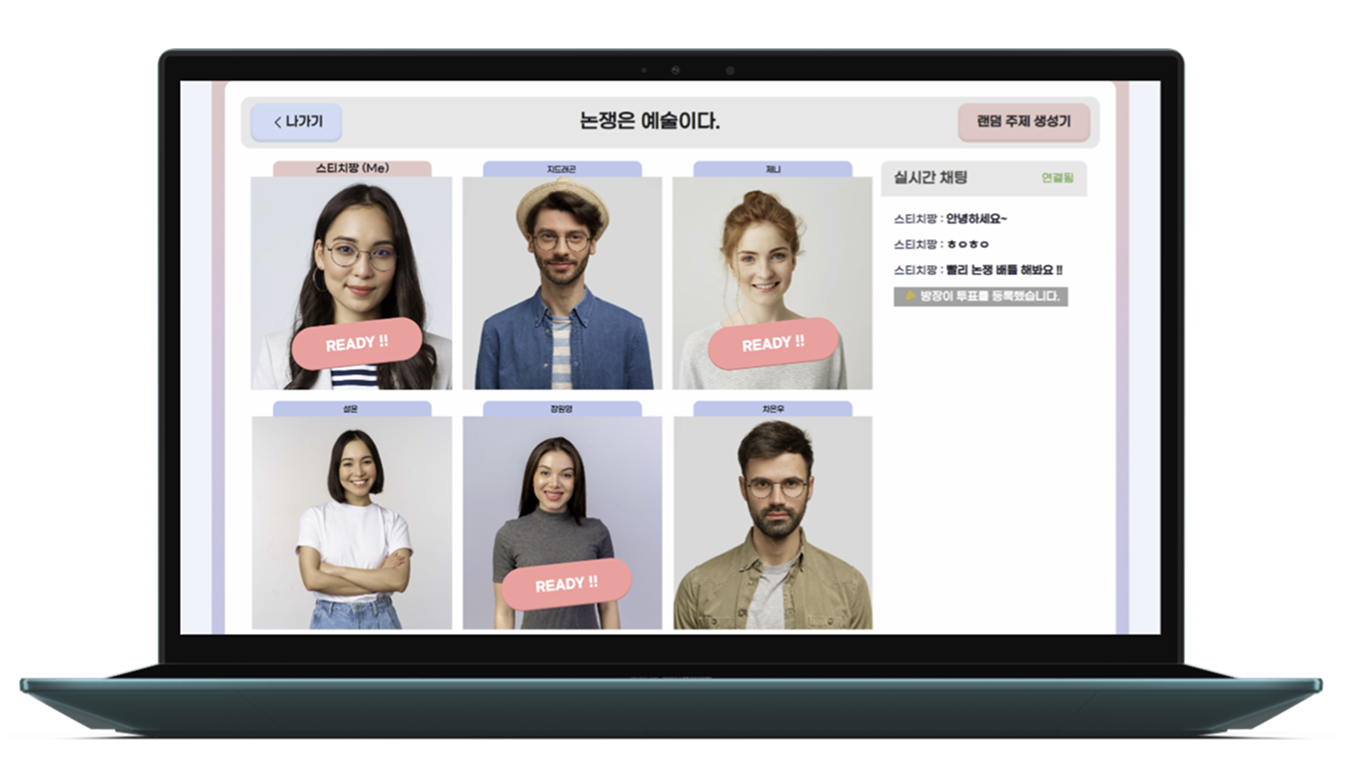 < 나가기
논쟁은 예술이다.
랜덤 주제 생성기
스티치짱 (Me)
지드래곤
제니
실시간 채팅
연결됨
스티치짱 : 안녕하세요~
스티치짱 : ㅎㅇㅎㅇ
스티치짱 : 빨리 논쟁 배틀 해봐요 !!
방장이 투표를 등록했습니다.
READY !!
READY !!
설윤
장원영
차은우
READY !!